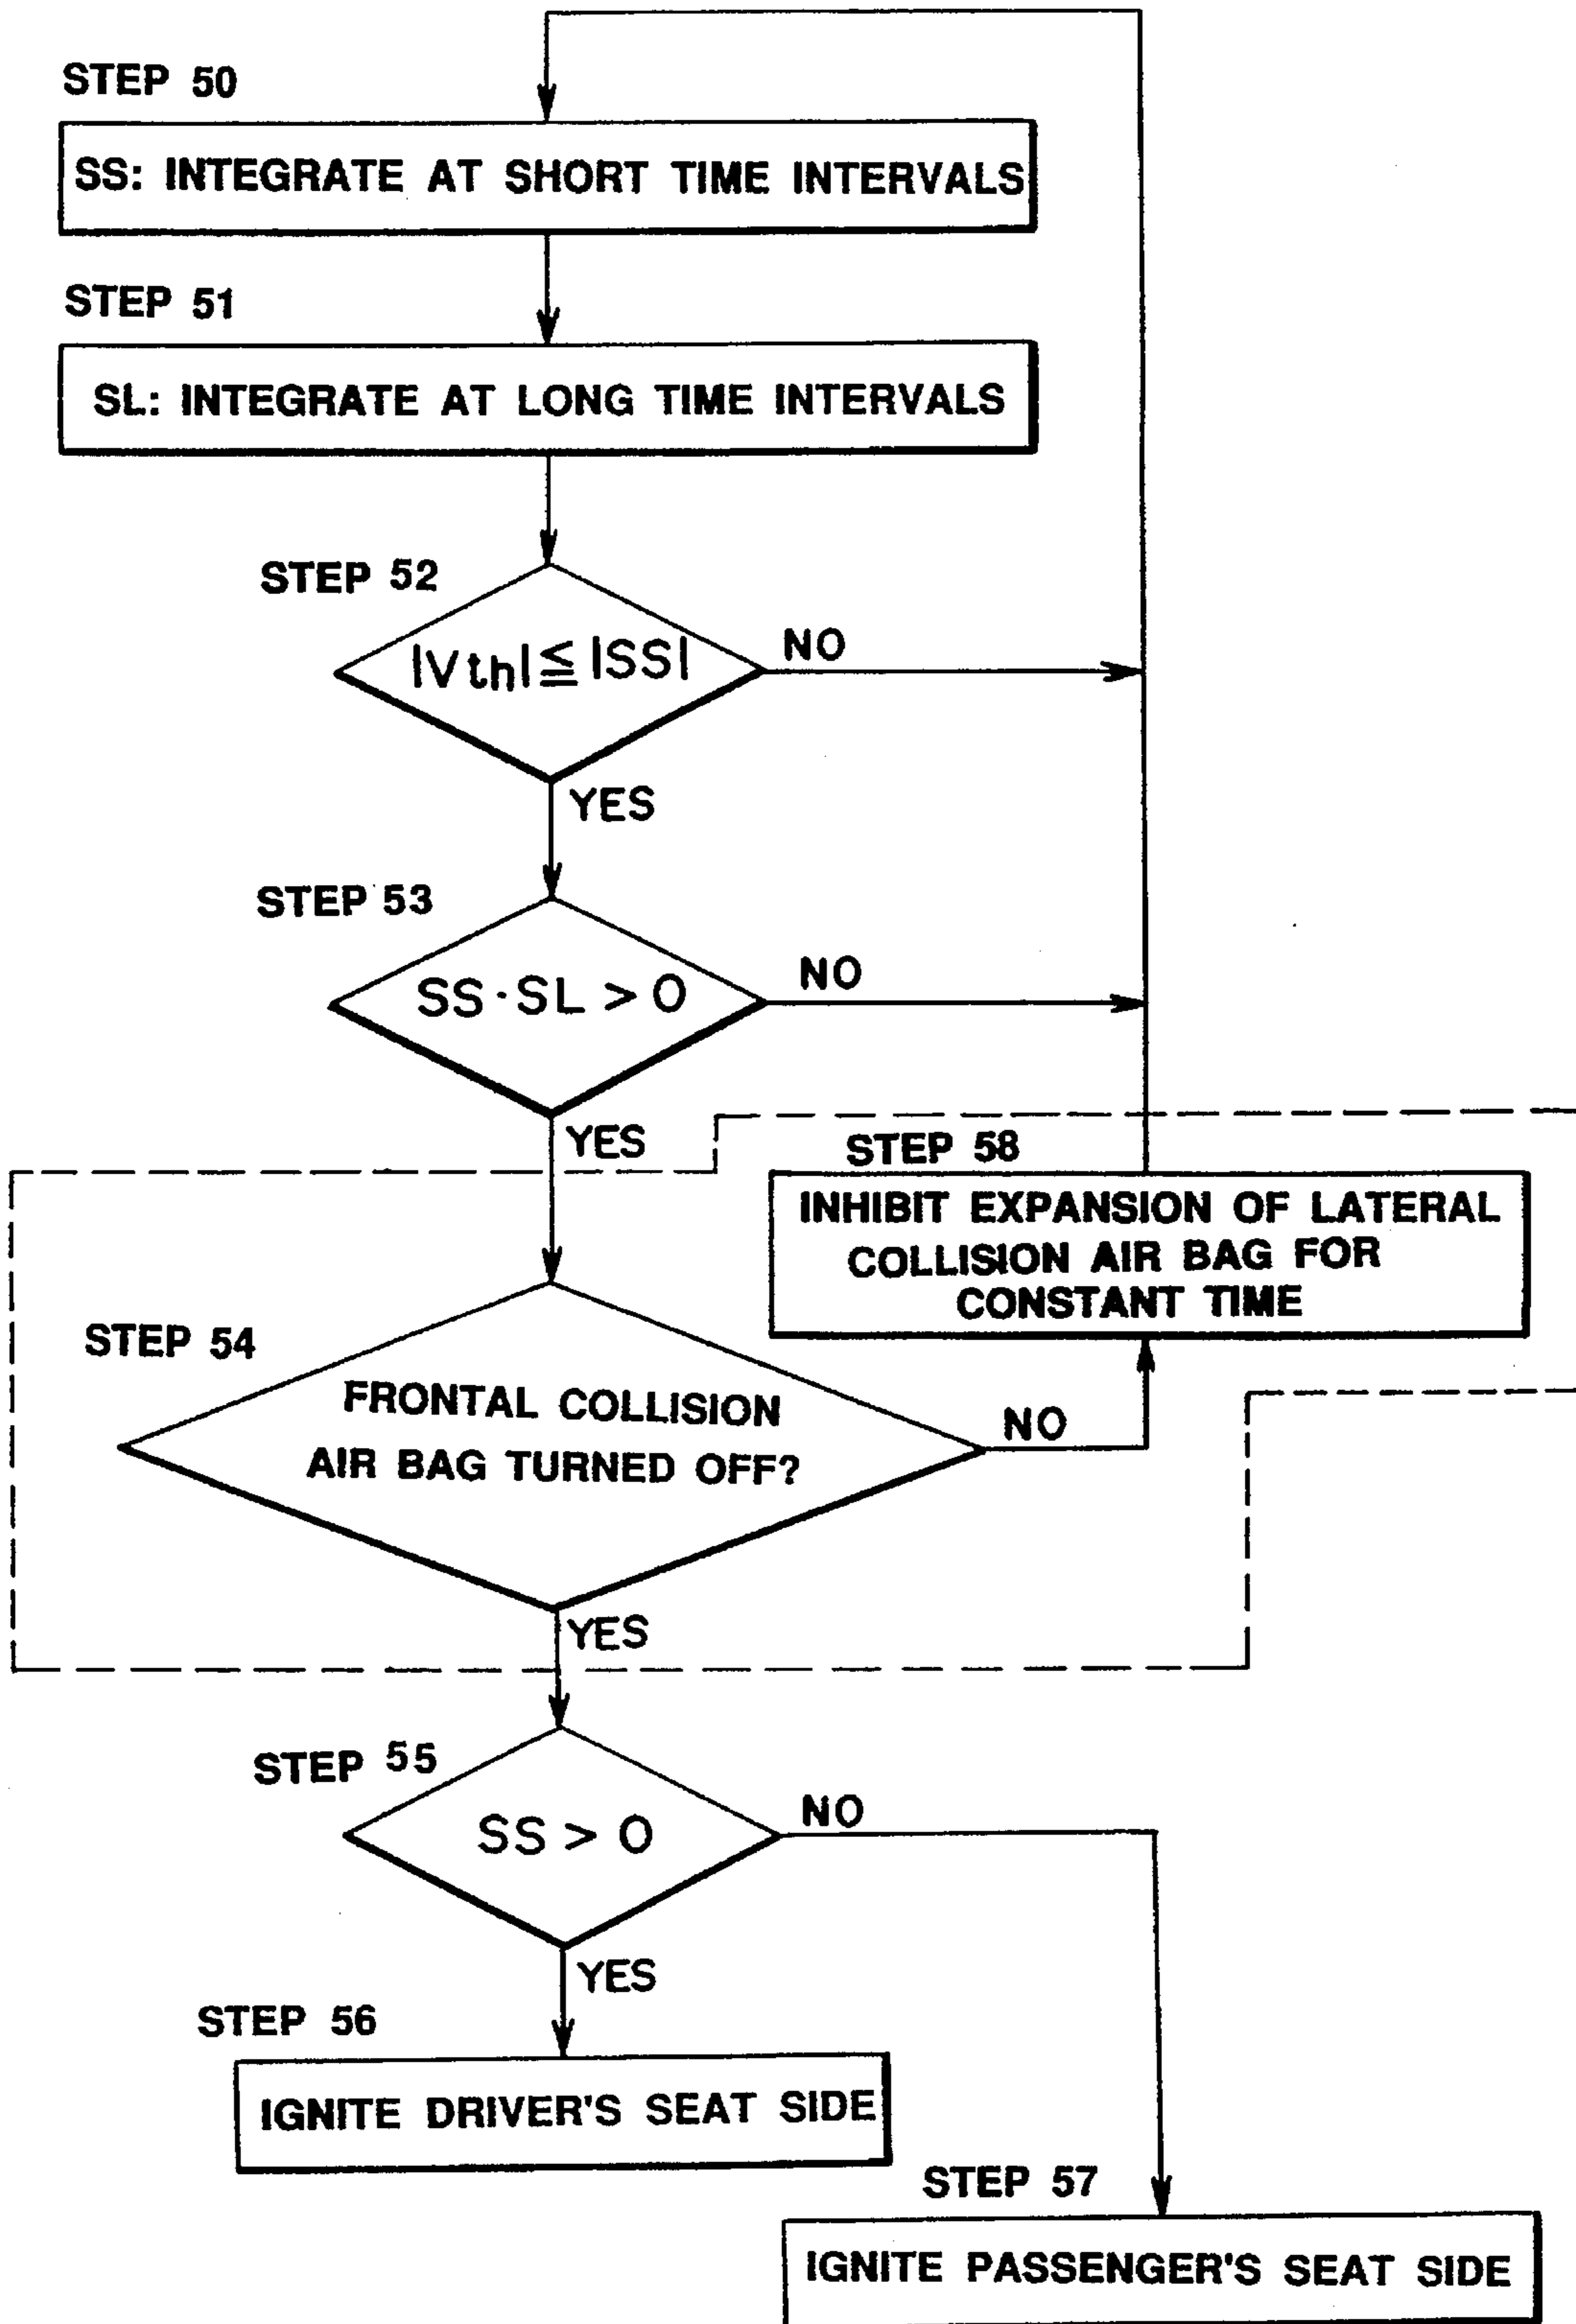 STEP 50
SS: INTEGRATE AT SHORT TIME INTERVALS
STEP 51
SL: INTEGRATE AT LONG TIME INTERVALS
STEP 52
|Vth|≦|SS|
NO
YES
STEP 53
SS·SL > 0
NO
YES
STEP 58
INHIBIT EXPANSION OF LATERAL
COLLISION AIR BAG FOR
CONSTANT TIME
STEP 54
FRONTAL COLLISION
AIR BAG TURNED OFF?
NO
YES
STEP 55
SS > 0
NO
YES
STEP 56
IGNITE DRIVER'S SEAT SIDE
STEP 57
IGNITE PASSENGER'S SEAT SIDE